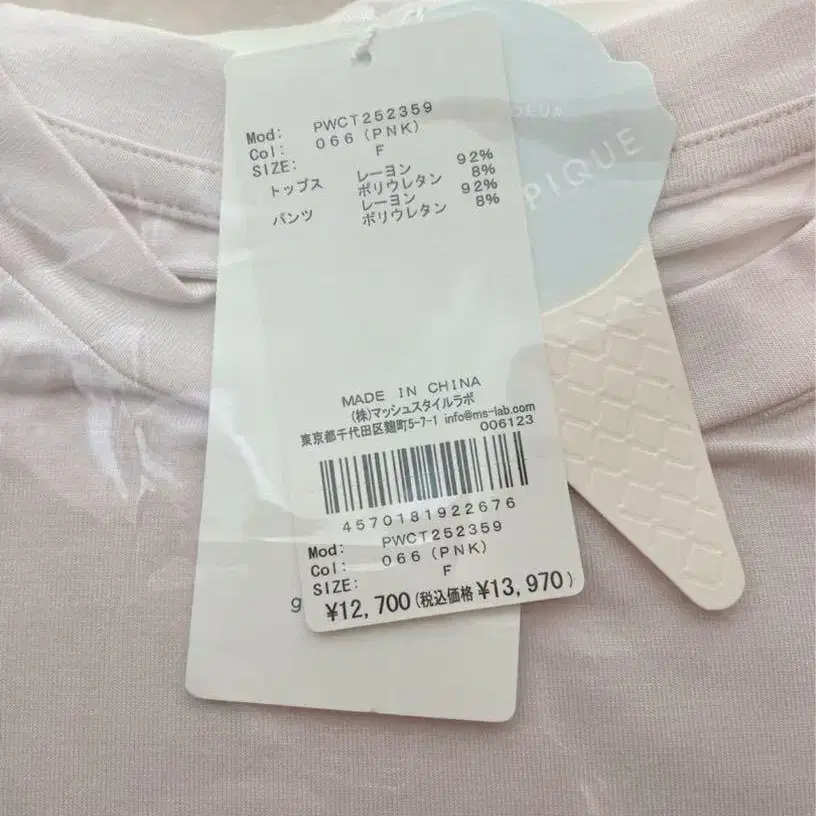 Mod: PWCT252359
Col: 066 (PNK)
SIZE: F
トップス レーヨン 92%
ポリウレタン 8%
パンツ レーヨン 92%
ポリウレタン 8%
MADE IN CHINA
(株)マッシュスタイルラボ
東京都千代田区麹町5-7-1 info@ms-lab.com
006123
4570181922676
Mod: PWCT252359
Col: 066 (PNK)
SIZE: F
¥12,700(税込価格¥13,970)
g
PIQUE